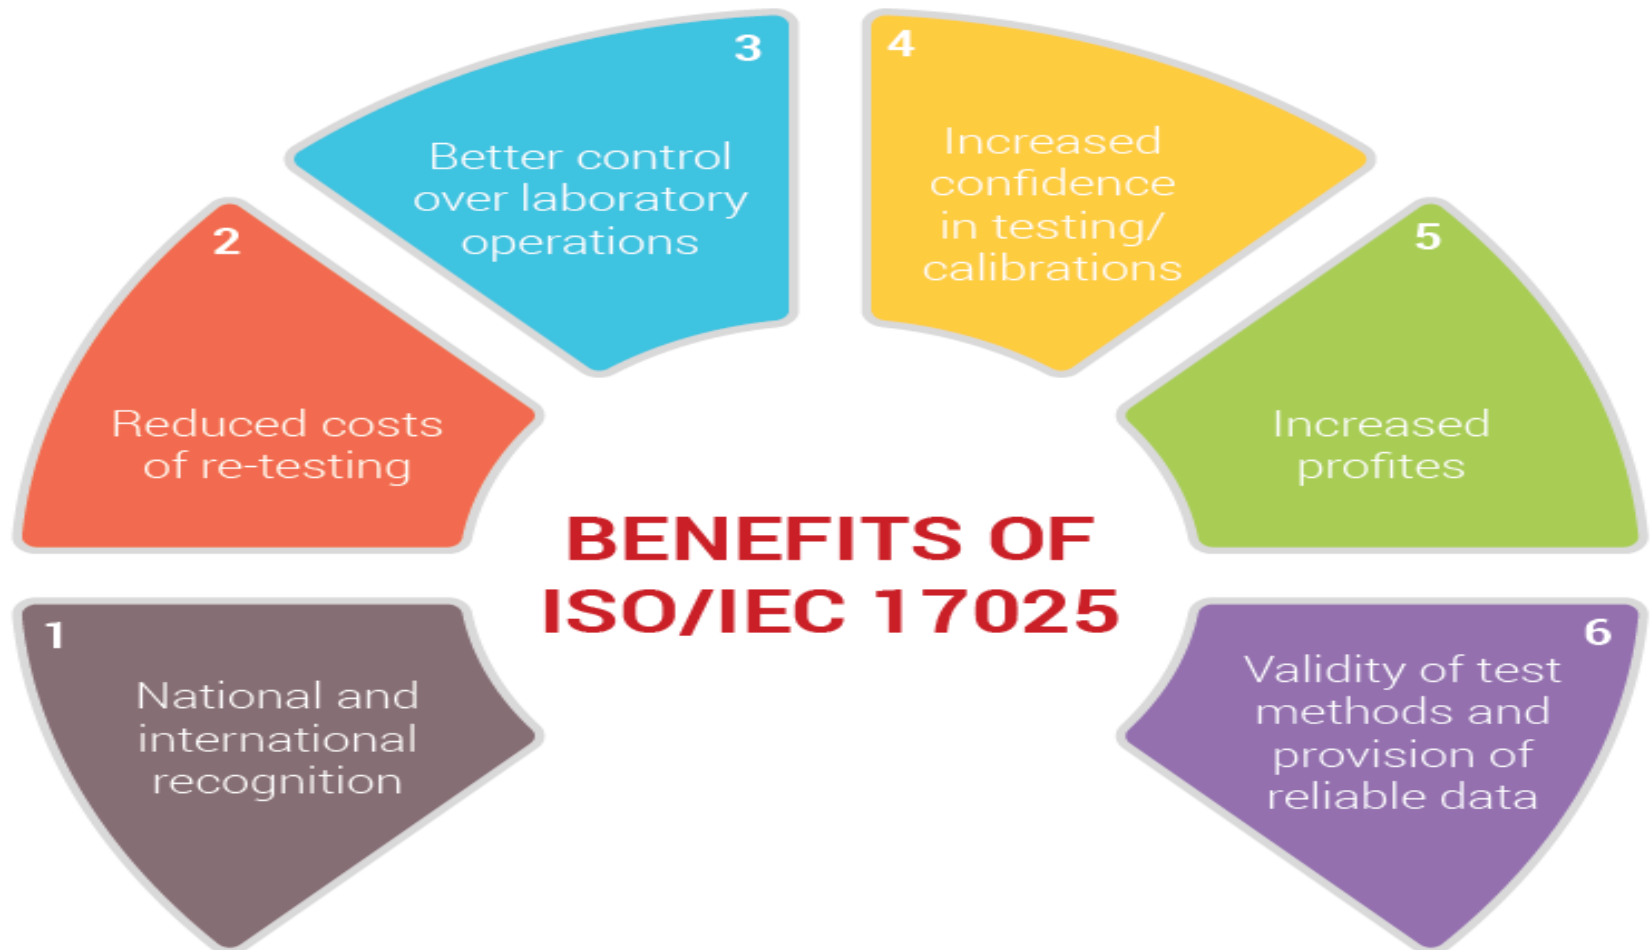 1
National and
international
recognition
2
Reduced costs
of re-testing
3
Better control
over laboratory
operations
4
Increased
confidence
in testing/
calibrations
5
Increased
profites
6
Validity of test
methods and
provision of
reliable data
BENEFITS OF
ISO/IEC 17025